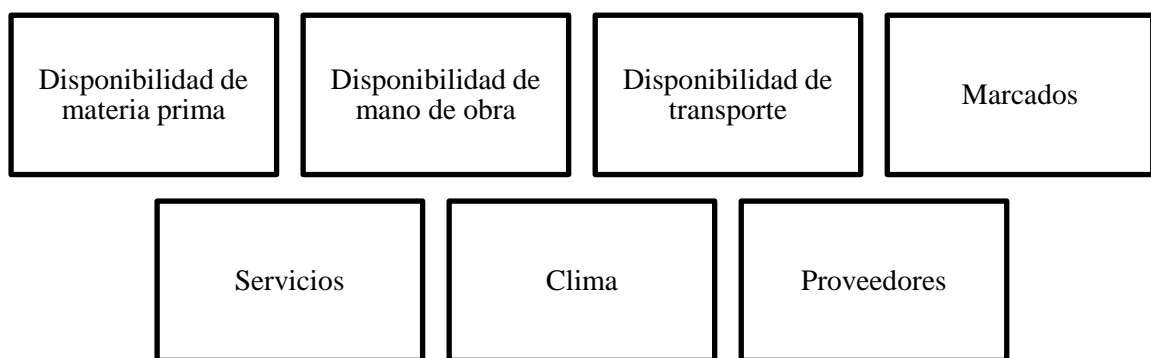 Disponibilidad de
materia prima
Disponibilidad de
mano de obra
Disponibilidad de
transporte
Marcados
Servicios
Clima
Proveedores